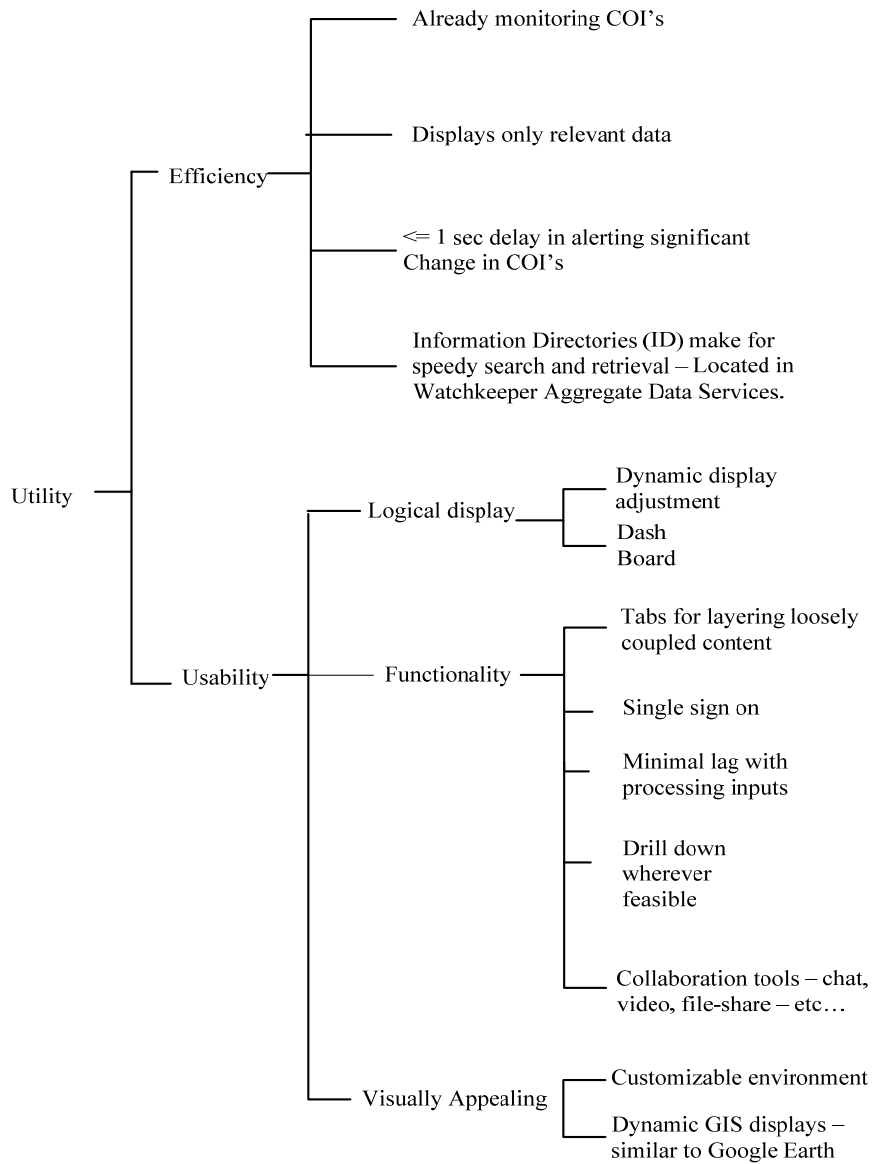 Already monitoring COI's
Displays only relevant data
Efficiency
<= 1 sec delay in alerting significant
Change in COI's
Information Directories (ID) make for
speedy search and retrieval – Located in
Watchkeeper Aggregate Data Services.
Utility
Dynamic display
adjustment
Logical display
Dash
Board
Tabs for layering loosely
coupled content
Usability
Functionality
Single sign on
Minimal lag with
processing inputs
Drill down
wherever
feasible
Collaboration tools – chat,
video, file-share – etc…
Customizable environment
Visually Appealing
Dynamic GIS displays –
similar to Google Earth